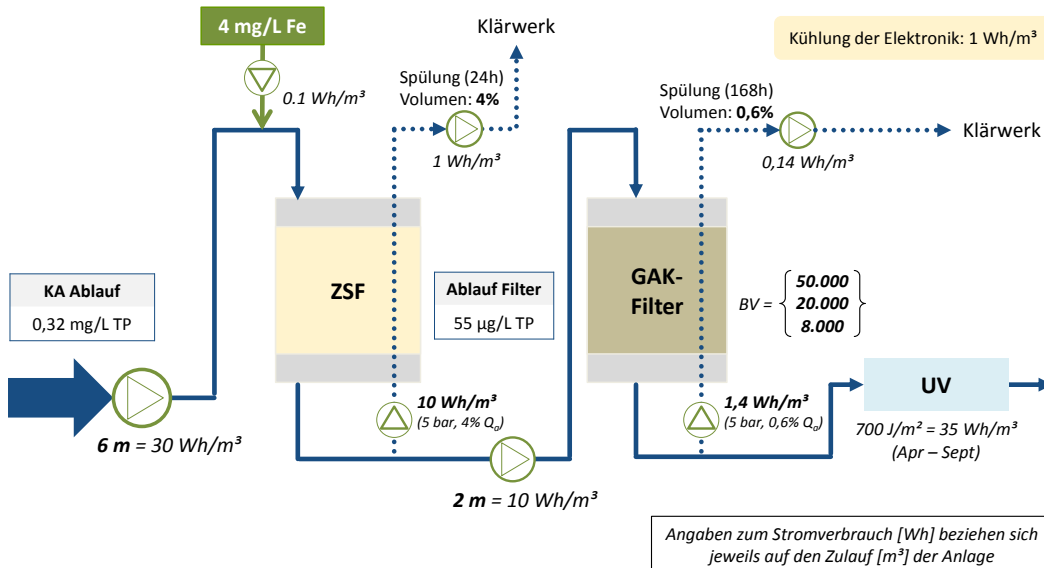 4 mg/L Fe
0.1 Wh/m³
Klärwerk
Spülung (24h)
Volumen: 4%
1 Wh/m³
Kühlung der Elektronik: 1 Wh/m³
Spülung (168h)
Volumen: 0,6%
0,14 Wh/m³
Klärwerk
KA Ablauf
0,32 mg/L TP
6 m = 30 Wh/m³
ZSF
10 Wh/m³
(5 bar, 4% Qₐ)
Ablauf Filter
55 µg/L TP
2 m = 10 Wh/m³
GAK-
Filter
1,4 Wh/m³
(5 bar, 0,6% Qₐ)
BV =
50.000
20.000
8.000
UV
700 J/m² = 35 Wh/m³
(Apr – Sept)
Angaben zum Stromverbrauch [Wh] beziehen sich
jeweils auf den Zulauf [m³] der Anlage